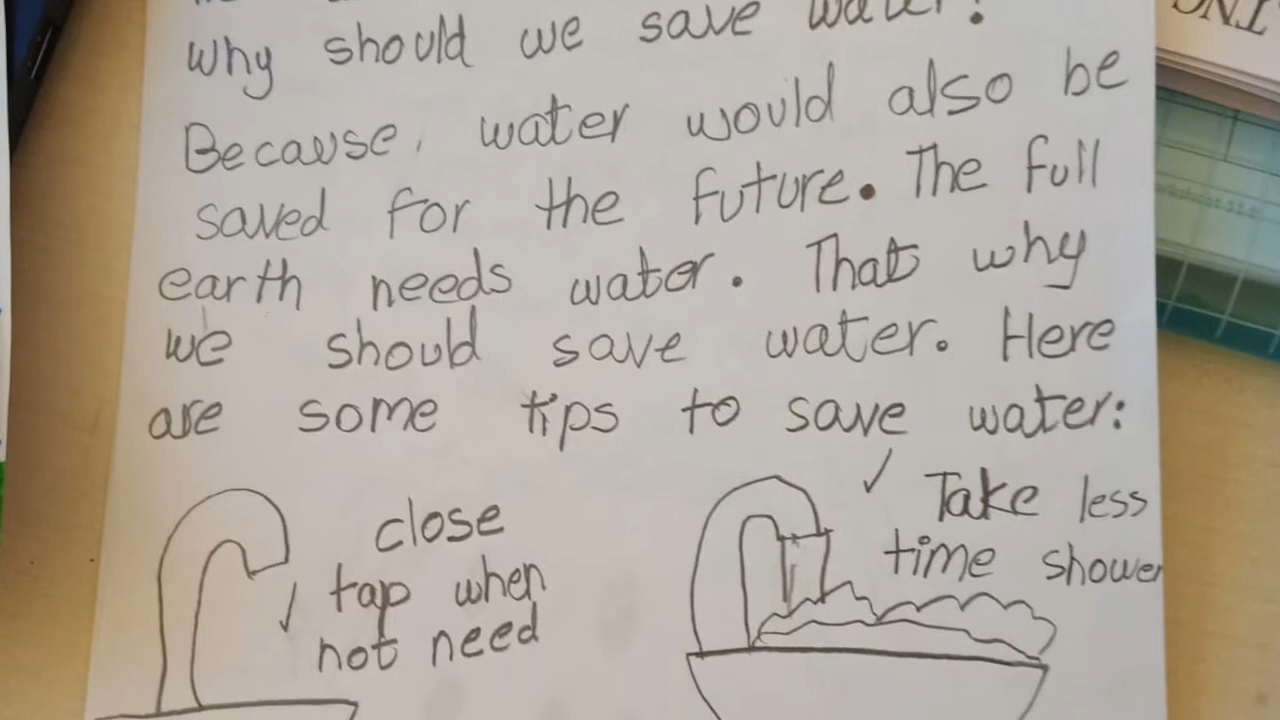 why should we save water?
Because, water would also be
saved for the future. The full
earth needs water. That why
we should save water. Here
are some tips to save water:
close
tap when
not need
✓ Take less
time shower